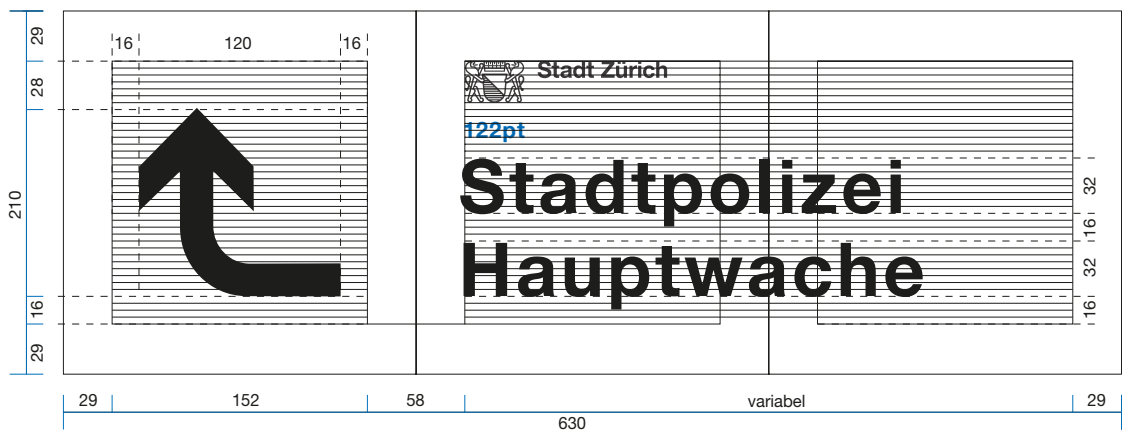 16 120 16
29
28
210
16
29
Stadt Zürich
122pt
Stadtpolizei
Hauptwache
32
16
32
16
29 152 58 variabel 29
630